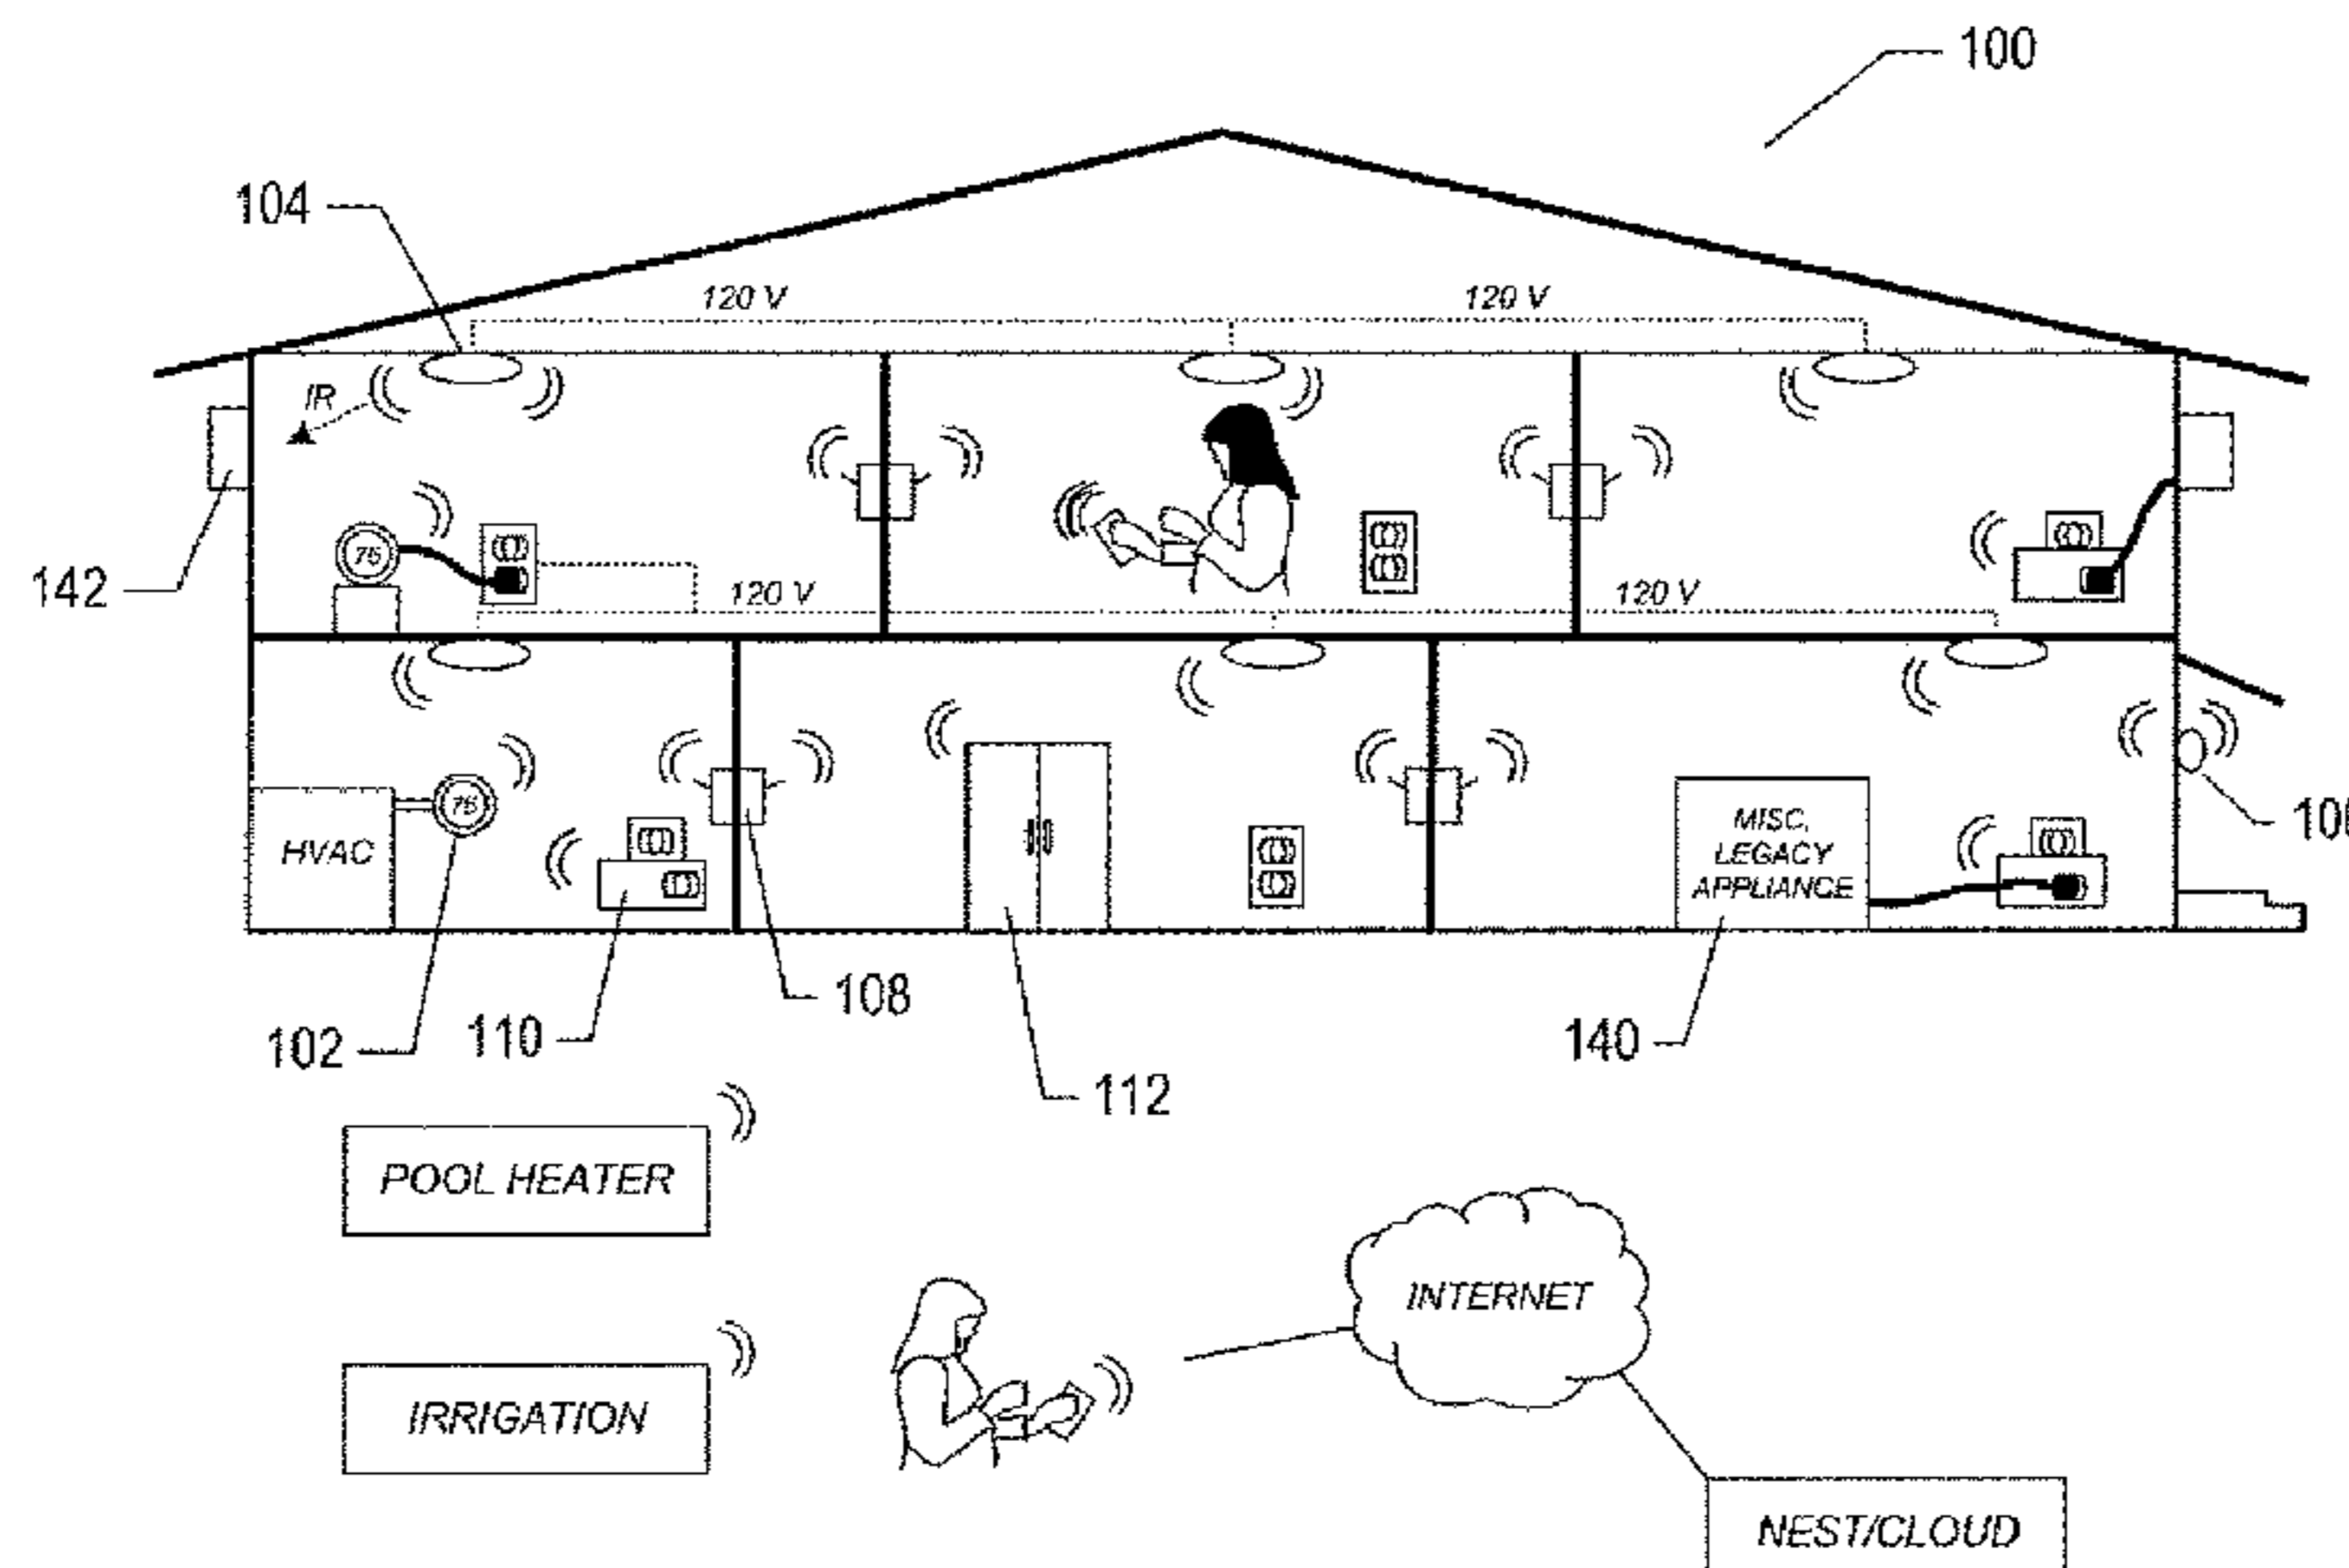 100
104
120 V
120 V
IR
75
142
120 V
120 V
HVAC
75
MISC,
LEGACY
APPLIANCE
108
102
110
140
112
POOL HEATER
INTERNET
IRRIGATION
NEST/CLOUD